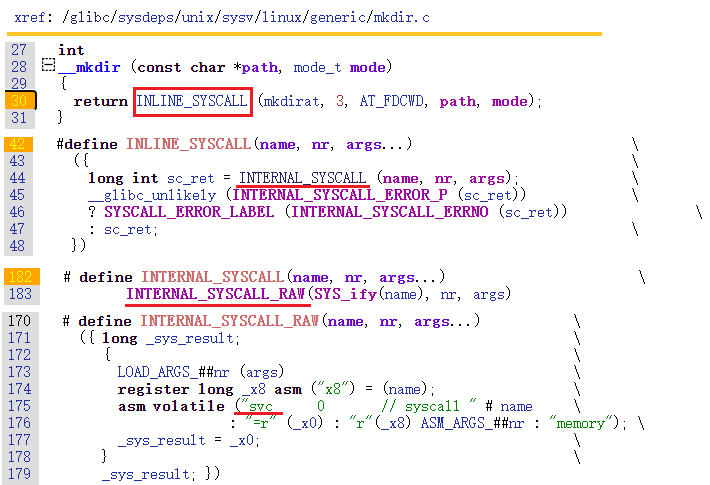 xref: /glibc/sysdeps/unix/sysv/linux/generic/mkdir.c
27 int
28 __mkdir (const char *path, mode_t mode)
29 {
30 return INLINE_SYSCALL (mkdirat, 3, AT_FDCWD, path, mode);
31 }
42 #define INLINE_SYSCALL(name, nr, args...) \
43 ({ \
44 long int sc_ret = INTERNAL_SYSCALL (name, nr, args); \
45 __glibc_unlikely (INTERNAL_SYSCALL_ERROR_P (sc_ret)) \
46 ? SYSCALL_ERROR_LABEL (INTERNAL_SYSCALL_ERRNO (sc_ret)) \
47 : sc_ret; \
48 })
182 # define INTERNAL_SYSCALL(name, nr, args...) \
183 INTERNAL_SYSCALL_RAW(SYS_ify(name), nr, args)
170 # define INTERNAL_SYSCALL_RAW(name, nr, args...) \
171 ({ long _sys_result; \
172 { \
173 LOAD_ARGS_##nr (args) \
174 register long _x8 asm ("x8") = (name); \
175 asm volatile ("svc 0 // syscall " # name \
176 : "=r" (_x0) : "r"(_x8) ASM_ARGS_##nr : "memory"); \
177 _sys_result = _x0; \
178 } \
179 _sys_result; })